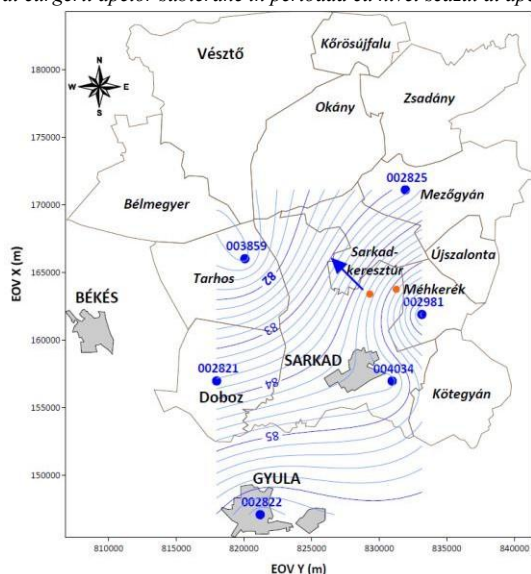 180000
175000
170000
165000
160000
155000
150000
EOV X (m)
N
W E
S
Vésztő
Kőrösújfalu
Okány
Zsadány
002825
Mezőgyán
Bélmegyer
003859
Tarhos
82
Sarkad-
keresztúr
Újszalonta
Méhkerék
002981
BÉKÉS
83
SARKAD
002821
Doboz
84
004034
Kötegyán
85
GYULA
002822
810000 815000 820000 825000 830000 835000 840000
EOV Y (m)